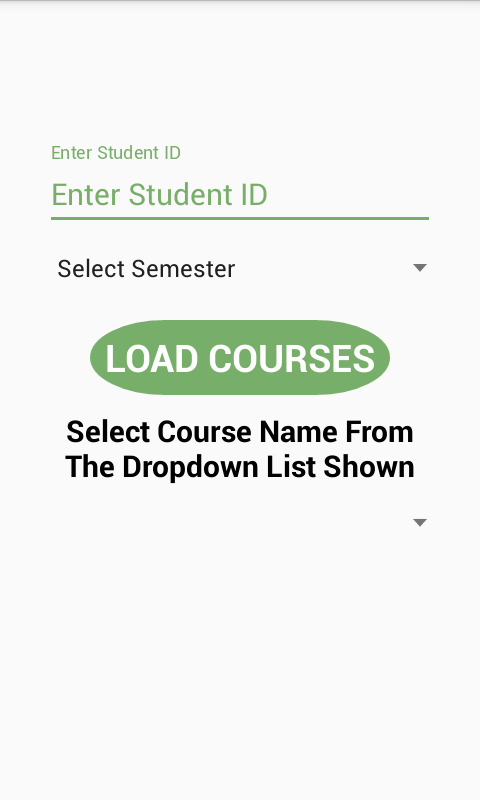 Enter Student ID
Enter Student ID
Select Semester
LOAD COURSES
Select Course Name From
The Dropdown List Shown